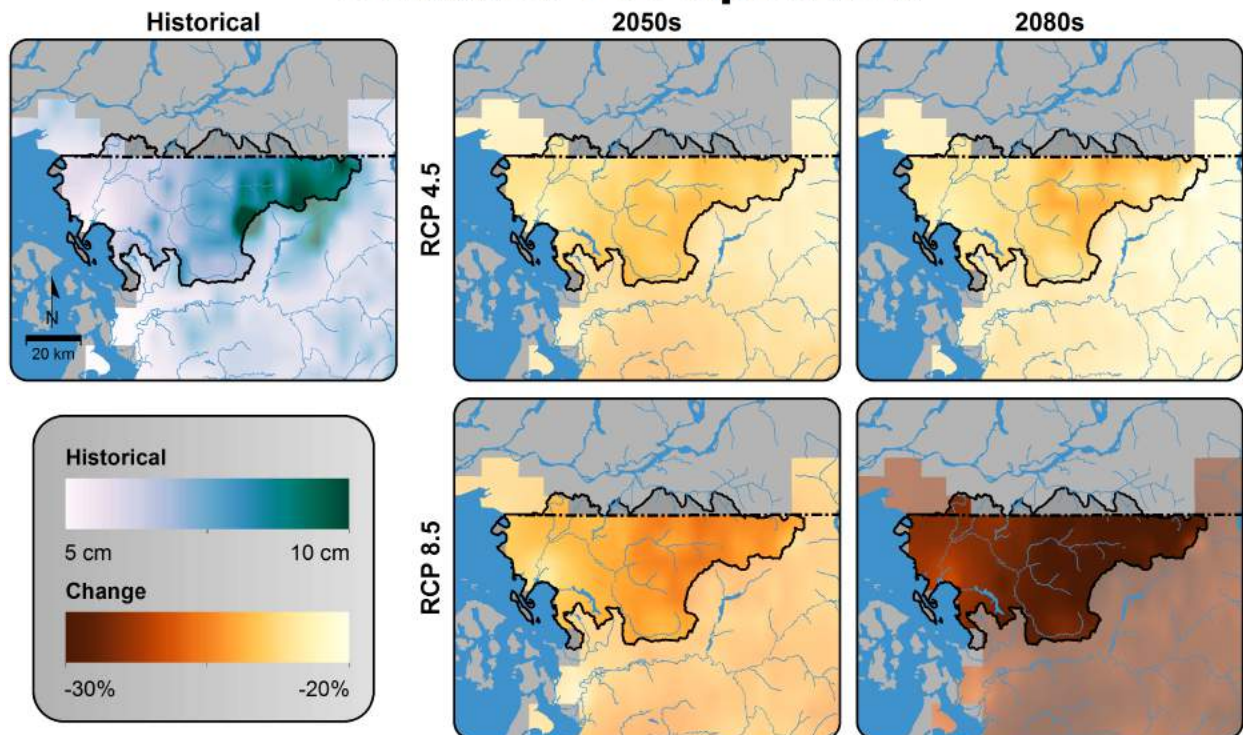 Historical
2050s
2080s
RCP 4.5
N
20 km
Historical
5 cm 10 cm
Change
-30% -20%
RCP 8.5